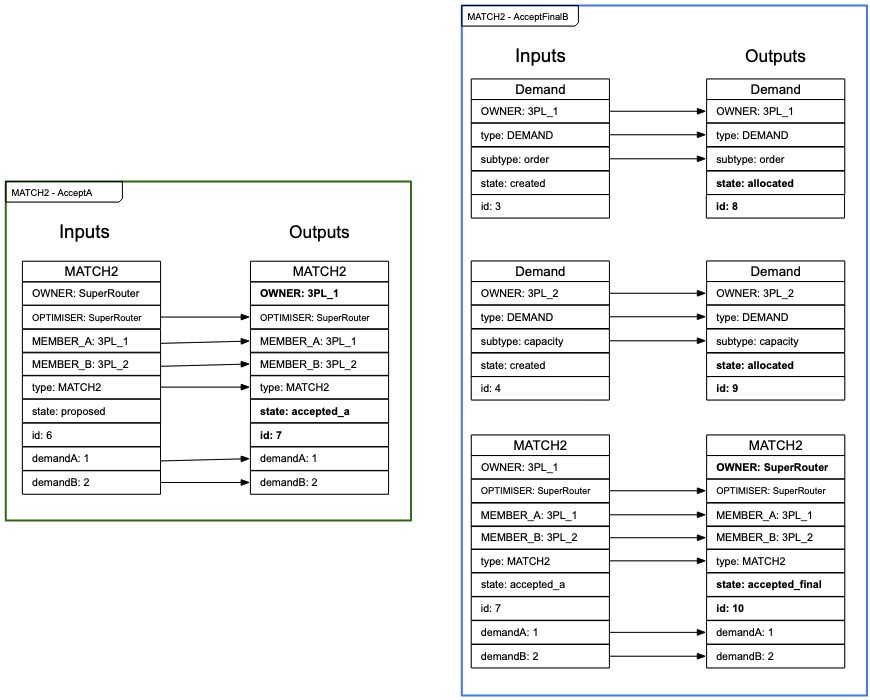 MATCH2 - AcceptA
Inputs
Outputs
MATCH2
OWNER: SuperRouter
OPTIMISER: SuperRouter
MEMBER_A: 3PL_1
MEMBER_B: 3PL_2
type: MATCH2
state: proposed
id: 6
demandA: 1
demandB: 2
MATCH2
OWNER: 3PL_1
OPTIMISER: SuperRouter
MEMBER_A: 3PL_1
MEMBER_B: 3PL_2
type: MATCH2
state: accepted_a
id: 7
demandA: 1
demandB: 2
MATCH2 - AcceptFinalB
Inputs
Outputs
Demand
OWNER: 3PL_1
type: DEMAND
subtype: order
state: created
id: 3
Demand
OWNER: 3PL_1
type: DEMAND
subtype: order
state: allocated
id: 8
Demand
OWNER: 3PL_2
type: DEMAND
subtype: capacity
state: created
id: 4
Demand
OWNER: 3PL_2
type: DEMAND
subtype: capacity
state: allocated
id: 9
MATCH2
OWNER: 3PL_1
OPTIMISER: SuperRouter
MEMBER_A: 3PL_1
MEMBER_B: 3PL_2
type: MATCH2
state: accepted_a
id: 7
demandA: 1
demandB: 2
MATCH2
OWNER: SuperRouter
OPTIMISER: SuperRouter
MEMBER_A: 3PL_1
MEMBER_B: 3PL_2
type: MATCH2
state: accepted_final
id: 10
demandA: 1
demandB: 2